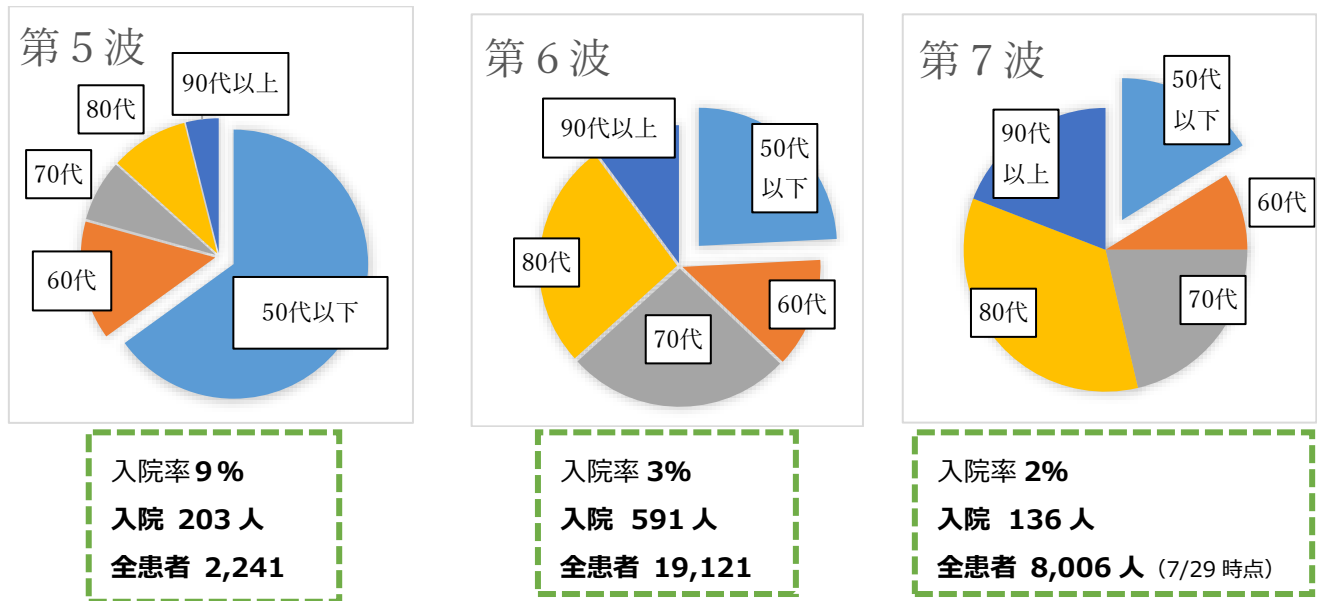 第５波
90代以上
80代
70代
60代
50代以下
入院率９%
入院 203 人
全患者 2,241
第６波
90代以上
50代
以下
80代
60代
70代
入院率 3%
入院 591 人
全患者 19,121
第７波
50代
以下
90代
以上
60代
80代
70代
入院率 2%
入院 136 人
全患者 8,006 人（7/29 時点）